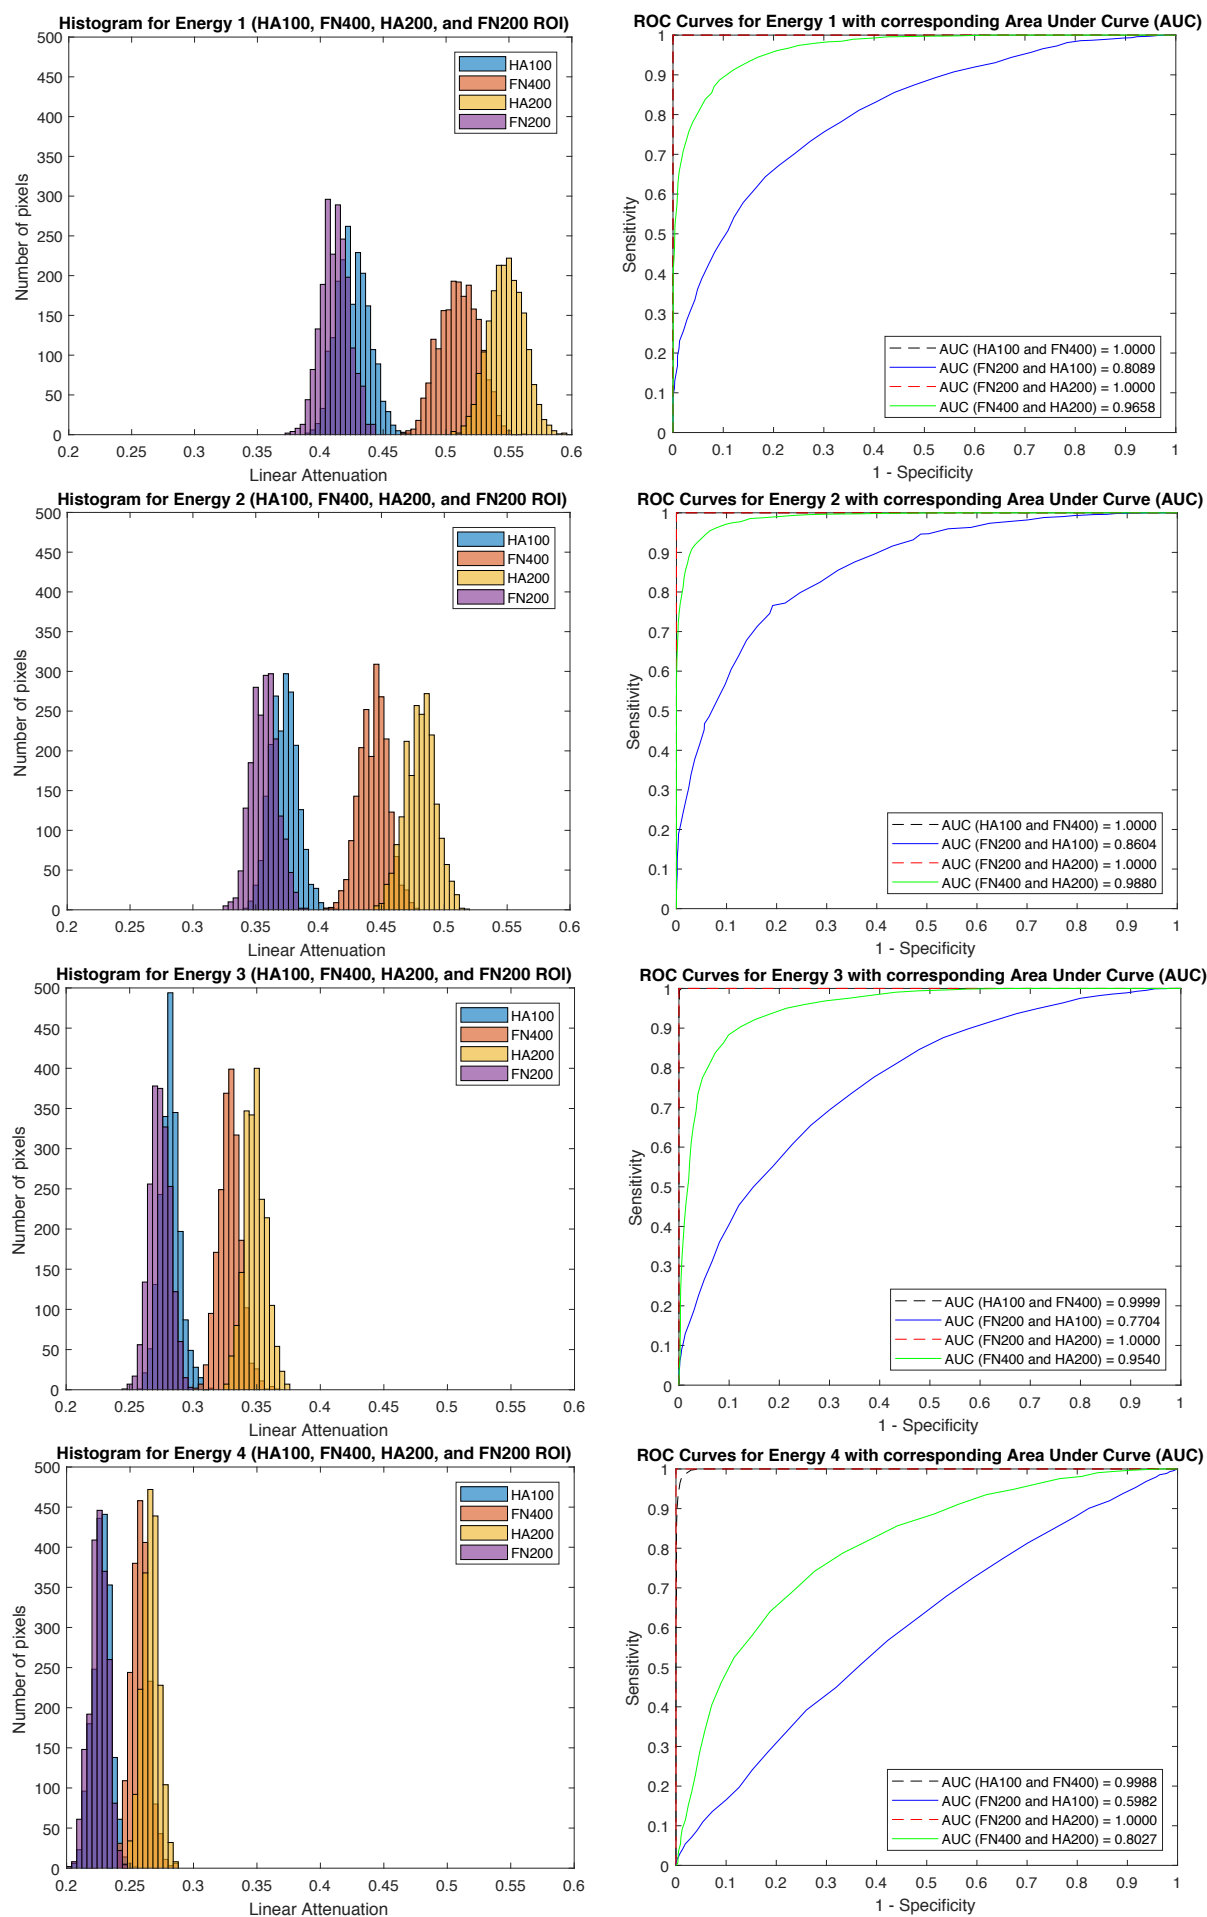 Histogram for Energy 1 (HA100, FN400, HA200, and FN200 ROI)
500
450
400
350
300
250
200
150
100
50
0
Number of pixels
HA100
FN400
HA200
FN200
0.2 0.25 0.3 0.35 0.4 0.45 0.5 0.55 0.6
Linear Attenuation
ROC Curves for Energy 1 with corresponding Area Under Curve (AUC)
1
0.9
0.8
0.7
0.6
0.5
0.4
0.3
0.2
0.1
0
Sensitivity
AUC (HA100 and FN400) = 1.0000
AUC (FN200 and HA100) = 0.8089
AUC (FN200 and HA200) = 1.0000
AUC (FN400 and HA200) = 0.9658
0 0.1 0.2 0.3 0.4 0.5 0.6 0.7 0.8 0.9 1
1 - Specificity
Histogram for Energy 2 (HA100, FN400, HA200, and FN200 ROI)
500
450
400
350
300
250
200
150
100
50
0
Number of pixels
HA100
FN400
HA200
FN200
0.2 0.25 0.3 0.35 0.4 0.45 0.5 0.55 0.6
Linear Attenuation
ROC Curves for Energy 2 with corresponding Area Under Curve (AUC)
1
0.9
0.8
0.7
0.6
0.5
0.4
0.3
0.2
0.1
0
Sensitivity
AUC (HA100 and FN400) = 1.0000
AUC (FN200 and HA100) = 0.8604
AUC (FN200 and HA200) = 1.0000
AUC (FN400 and HA200) = 0.9880
0 0.1 0.2 0.3 0.4 0.5 0.6 0.7 0.8 0.9 1
1 - Specificity
Histogram for Energy 3 (HA100, FN400, HA200, and FN200 ROI)
500
450
400
350
300
250
200
150
100
50
0
Number of pixels
HA100
FN400
HA200
FN200
0.2 0.25 0.3 0.35 0.4 0.45 0.5 0.55 0.6
Linear Attenuation
ROC Curves for Energy 3 with corresponding Area Under Curve (AUC)
1
0.9
0.8
0.7
0.6
0.5
0.4
0.3
0.2
0.1
0
Sensitivity
AUC (HA100 and FN400) = 0.9999
AUC (FN200 and HA100) = 0.7704
AUC (FN200 and HA200) = 1.0000
AUC (FN400 and HA200) = 0.9540
0 0.1 0.2 0.3 0.4 0.5 0.6 0.7 0.8 0.9 1
1 - Specificity
Histogram for Energy 4 (HA100, FN400, HA200, and FN200 ROI)
500
450
400
350
300
250
200
150
100
50
0
Number of pixels
HA100
FN400
HA200
FN200
0.2 0.25 0.3 0.35 0.4 0.45 0.5 0.55 0.6
Linear Attenuation
ROC Curves for Energy 4 with corresponding Area Under Curve (AUC)
1
0.9
0.8
0.7
0.6
0.5
0.4
0.3
0.2
0.1
0
Sensitivity
AUC (HA100 and FN400) = 0.9988
AUC (FN200 and HA100) = 0.5982
AUC (FN200 and HA200) = 1.0000
AUC (FN400 and HA200) = 0.8027
0 0.1 0.2 0.3 0.4 0.5 0.6 0.7 0.8 0.9 1
1 - Specificity